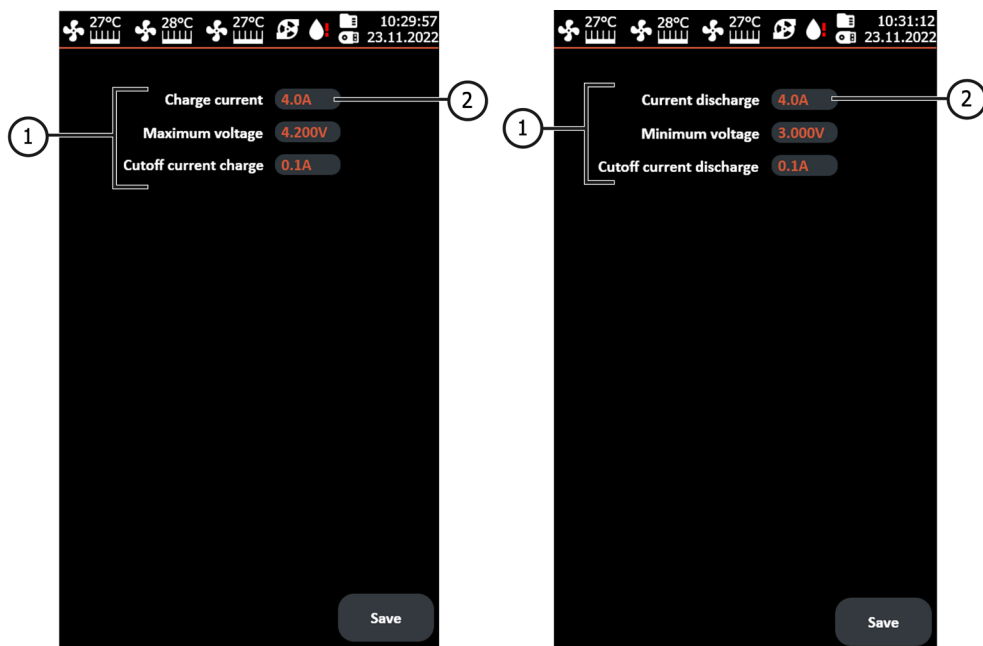 27°C 28°C 27°C ! 10:29:57
23.11.2022
1
Charge current 4.0A 2
Maximum voltage 4.200V
Cutoff current charge 0.1A
Save
27°C 28°C 27°C ! 10:31:12
23.11.2022
1
Current discharge 4.0A 2
Minimum voltage 3.000V
Cutoff current discharge 0.1A
Save